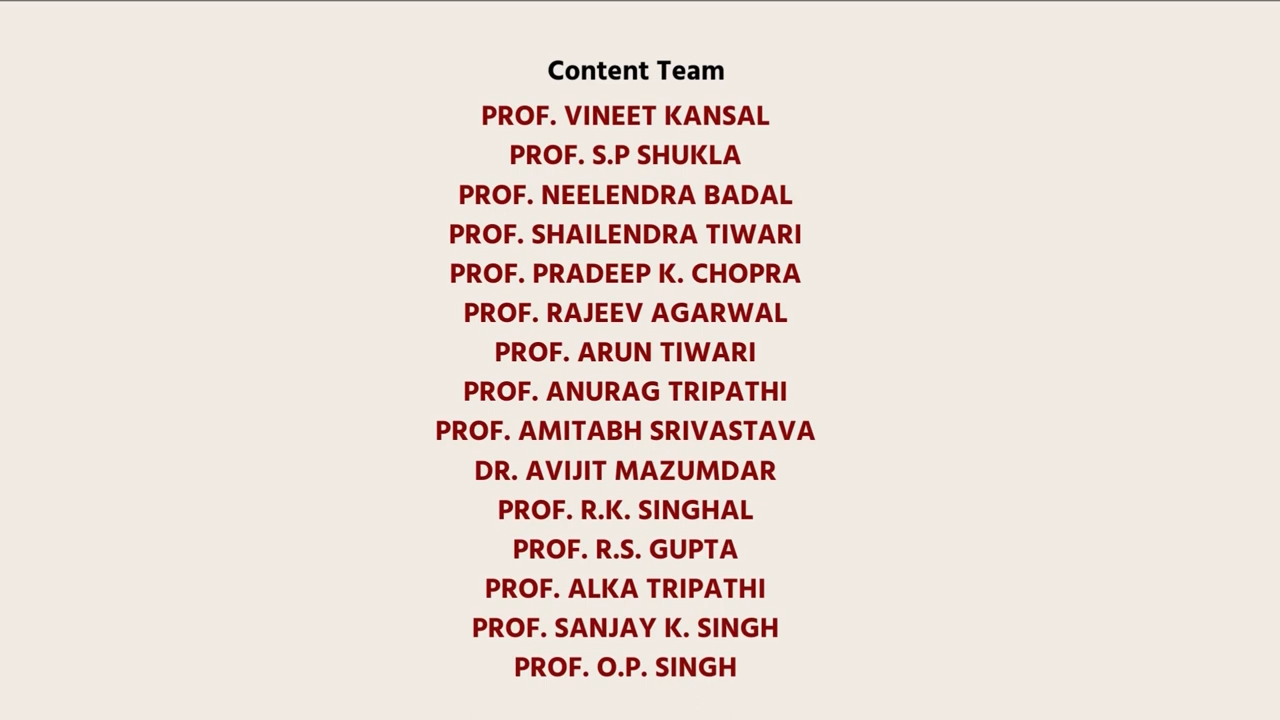 Content Team
PROF. VINEET KANSAL
PROF. S.P SHUKLA
PROF. NEELENDRA BADAL
PROF. SHAILENDRA TIWARI
PROF. PRADEEP K. CHOPRA
PROF. RAJEEV AGARWAL
PROF. ARUN TIWARI
PROF. ANURAG TRIPATHI
PROF. AMITABH SRIVASTAVA
DR. AVIJIT MAZUMDAR
PROF. R.K. SINGHAL
PROF. R.S. GUPTA
PROF. ALKA TRIPATHI
PROF. SANJAY K. SINGH
PROF. O.P. SINGH